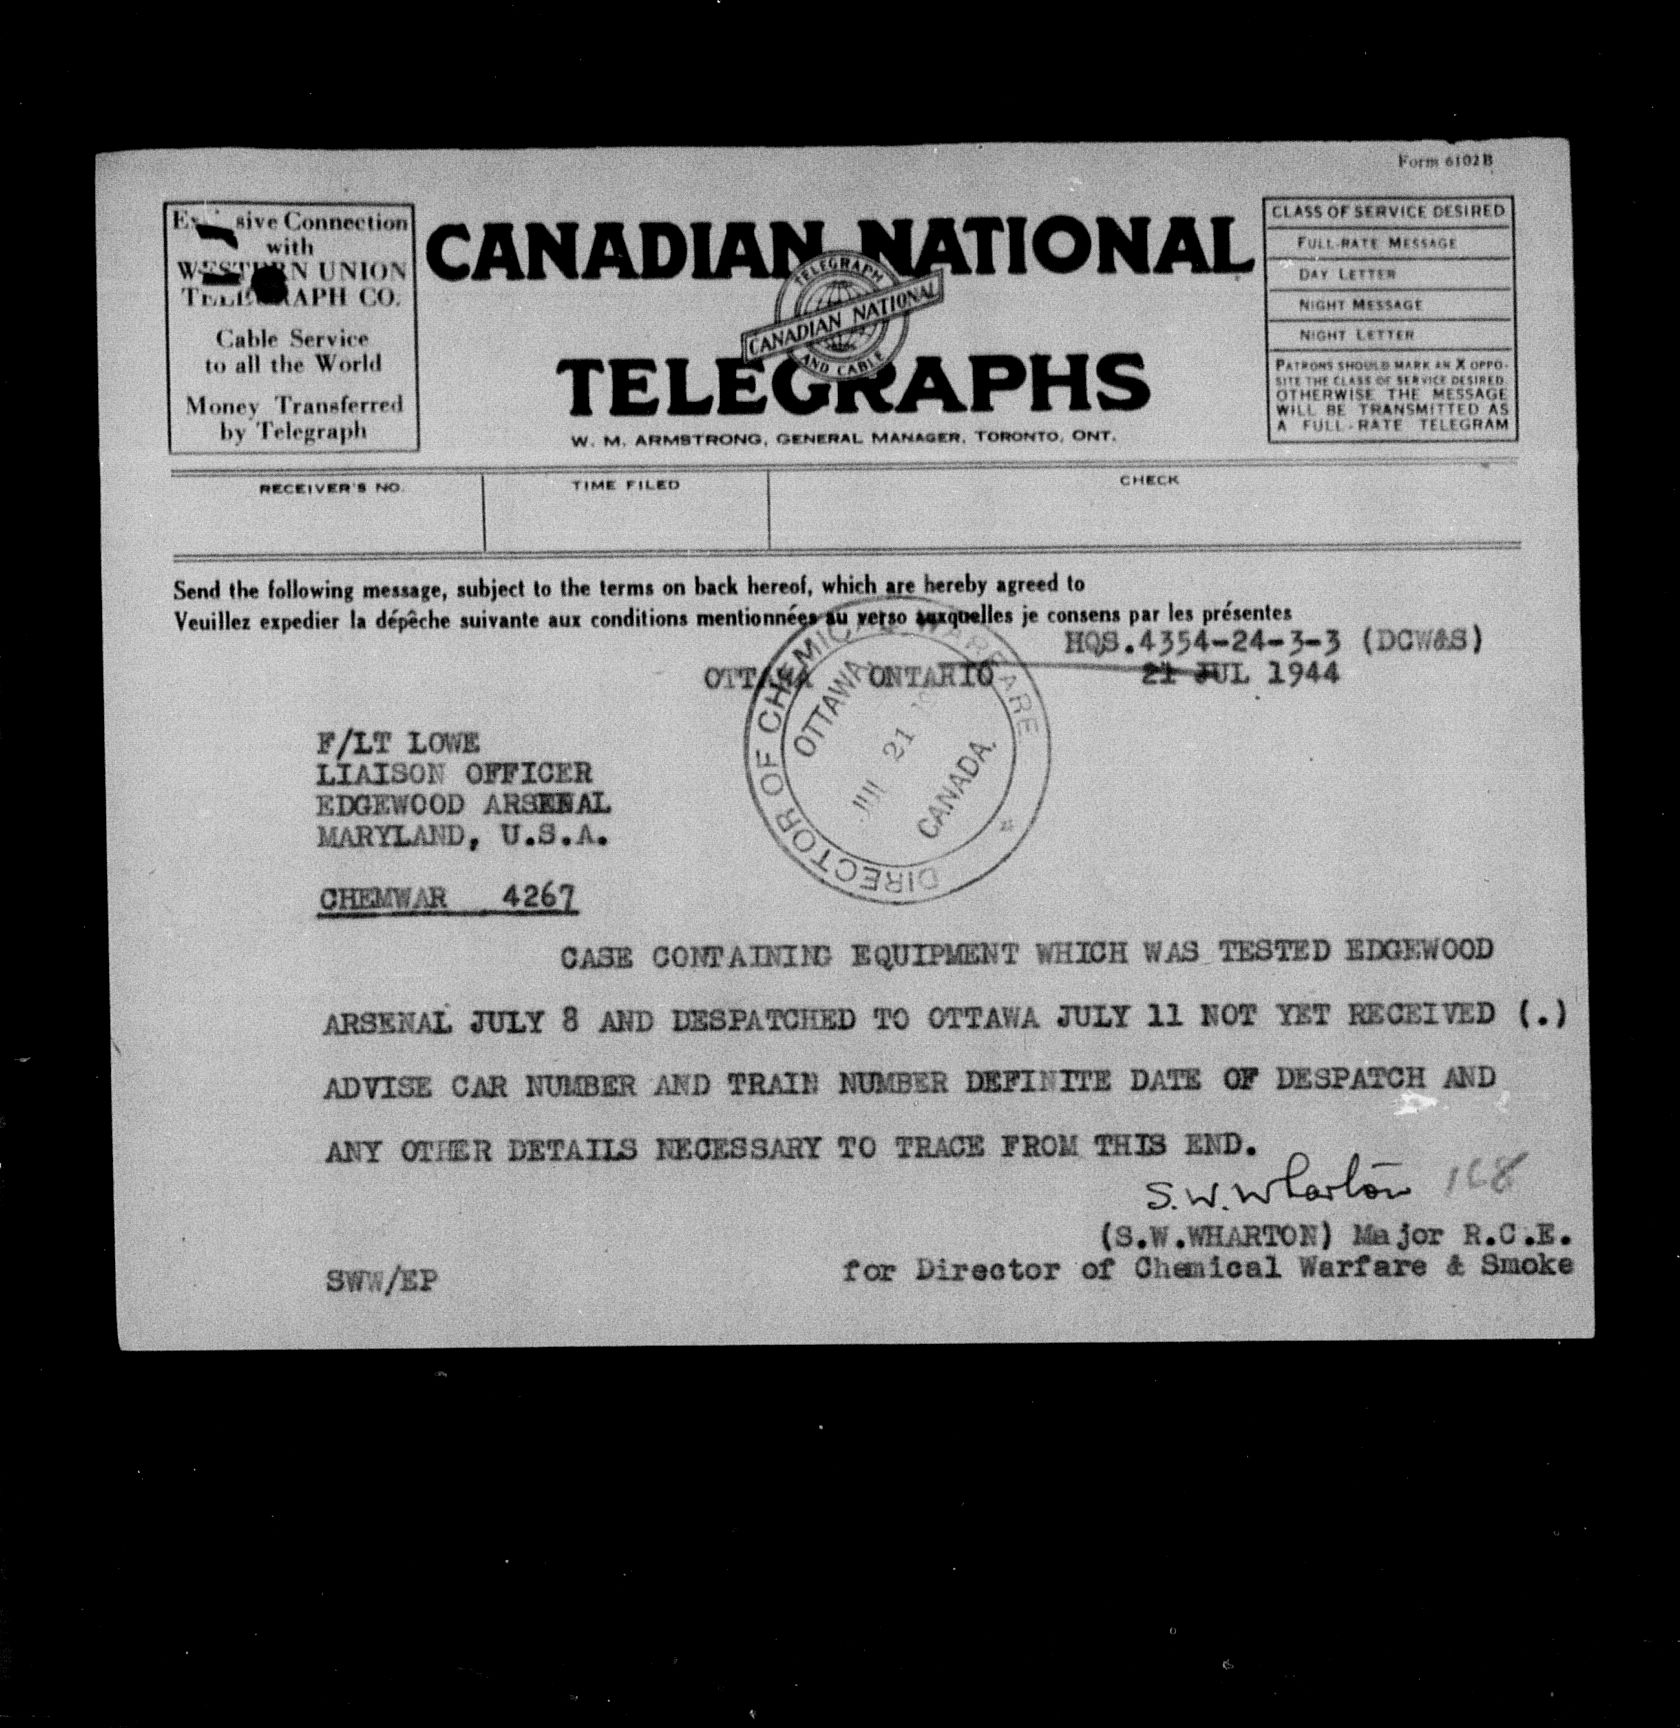 Form 6102B
sive Connection
with
WESTERN UNION
TELEGRAPH CO.
Cable Service
to all the World
Money Transferred
by Telegraph
CANADIAN NATIONAL
TELEGRAPH
CANADIAN NATIONAL
AND CABLE
TELEGRAPHS
W. M. ARMSTRONG, GENERAL MANAGER, TORONTO, ONT.
CLASS OF SERVICE DESIRED
FULL-RATE MESSAGE
DAY LETTER
NIGHT MESSAGE
NIGHT LETTER
PATRONS SHOULD MARK AN X OPPO-
SITE THE CLASS OF SERVICE DESIRED.
OTHERWISE THE MESSAGE
WILL BE TRANSMITTED AS
A FULL-RATE TELEGRAM
RECEIVER'S NO.
TIME FILED
CHECK
Send the following message, subject to the terms on back hereof, which are hereby agreed to
Veuillez expedier la dépêche suivante aux conditions mentionnées au verso auxquelles je consens par les présentes
HQS.4354-24-3-3 (DCW&S)
OTTAWA ONTARIO 21 JUL 1944
DIRECTOR OF CHEMICAL WARFARE
OTTAWA,
JUL 21
CANADA.
F/LT LOWE
LIAISON OFFICER
EDGEWOOD ARSENAL
MARYLAND, U.S.A.
CHEMWAR 4267
CASE CONTAINING EQUIPMENT WHICH WAS TESTED EDGEWOOD
ARSENAL JULY 8 AND DESPATCHED TO OTTAWA JULY 11 NOT YET RECEIVED (.)
ADVISE CAR NUMBER AND TRAIN NUMBER DEFINITE DATE OF DESPATCH AND
ANY OTHER DETAILS NECESSARY TO TRACE FROM THIS END.
S. W. Wharton 168
(S.W.WHARTON) Major R.C.E.
for Director of Chemical Warfare & Smoke
SWW/EP